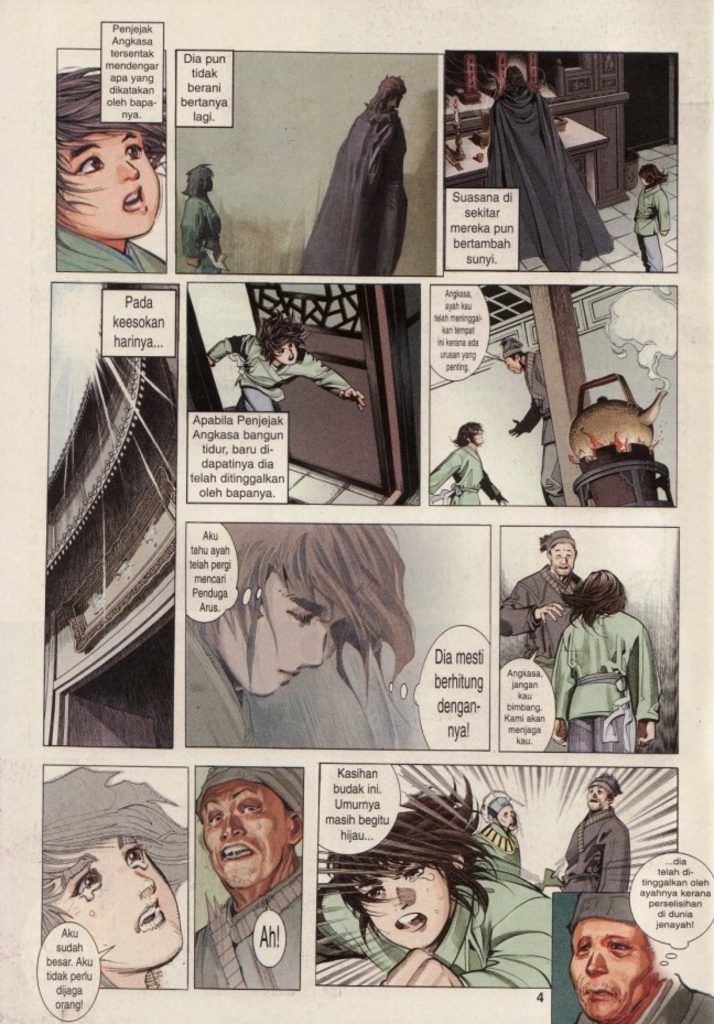 Penjejak
Angkasa
tersentak
mendengar
apa yang
dikatakan
oleh bapa-
nya.
Dia pun
tidak
berani
bertanya
lagi.
Suasana di
sekitar
mereka pun
bertambah
sunyi.
Pada
keesokan
harinya...
Apabila Penjejak
Angkasa bangun
tidur, baru di-
dapatinya dia
telah ditinggalkan
oleh bapanya.
Angkasa,
ayah kau
telah meninggal-
kan tempat
ini kerana ada
urusan yang
penting.
Aku
tahu ayah
telah pergi
mencari
Penduga
Arus.
Dia mesti
berhitung
dengan-
nya!
Angkasa,
jangan
kau
bimbang.
Kami akan
menjaga
kau.
Aku
sudah
besar. Aku
tidak perlu
dijaga
orang!
Ah!
Kasihan
budak ini.
Umurnya
masih begitu
hijau...
...dia
telah di-
tinggalkan oleh
ayahnya kerana
perselisihan
di dunia
jenayah!
4